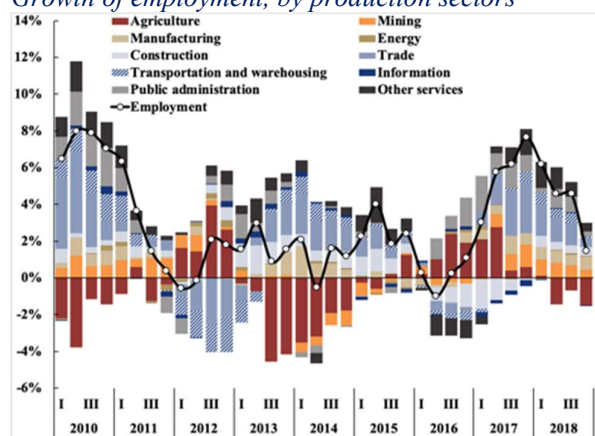 Growth of employment, by production sectors
14%
12%
10%
8%
6%
4%
2%
0%
-2%
-4%
-6%
Agriculture Mining
Manufacturing Energy
Construction Trade
Transportation and warehousing Information
Public administration Other services
Employment
I III I III I III I III I III I III I III I III I III
2010 2011 2012 2013 2014 2015 2016 2017 2018